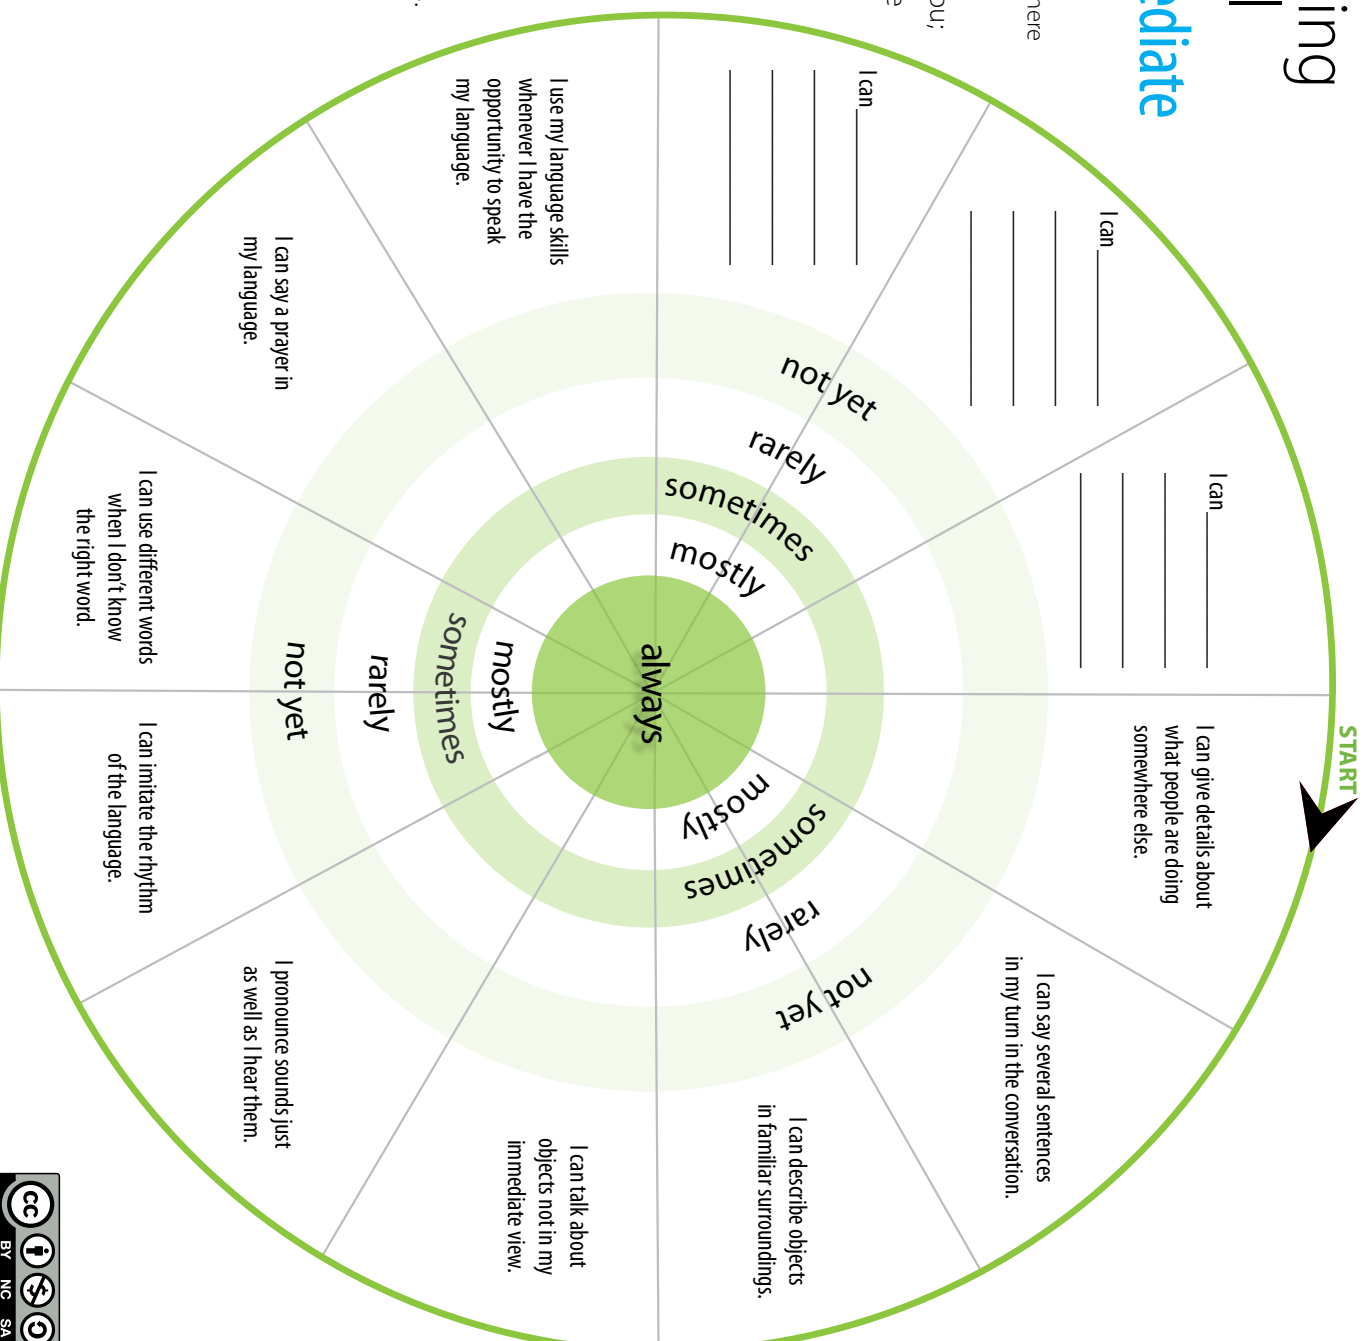 ing
ediate
here
ou;
e
START
I can give details about
what people are doing
somewhere else.
I can say several sentences
in my turn in the conversation.
I can describe objects
in familiar surroundings.
I can talk about
objects not in my
immediate view.
I pronounce sounds just
as well as I hear them.
I can imitate the rhythm
of the language.
I can use different words
when I don't know
the right word.
I can say a prayer in
my language.
I use my language skills
whenever I have the
opportunity to speak
my language.
I can
I can
I can
not yet
rarely
sometimes
mostly
always
mostly
sometimes
rarely
not yet
mostly
sometimes
rarely
not yet
cc
BY NC SA